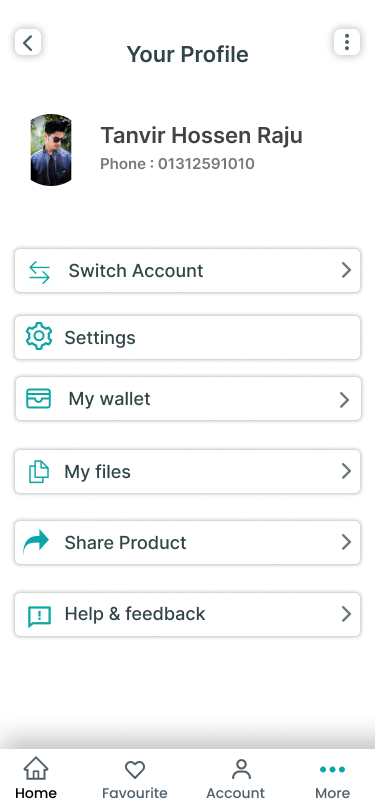 Your Profile
Tanvir Hossen Raju
Phone : 01312591010
Switch Account
Settings
My wallet
My files
Share Product
Help & feedback
Home Favourite Account More